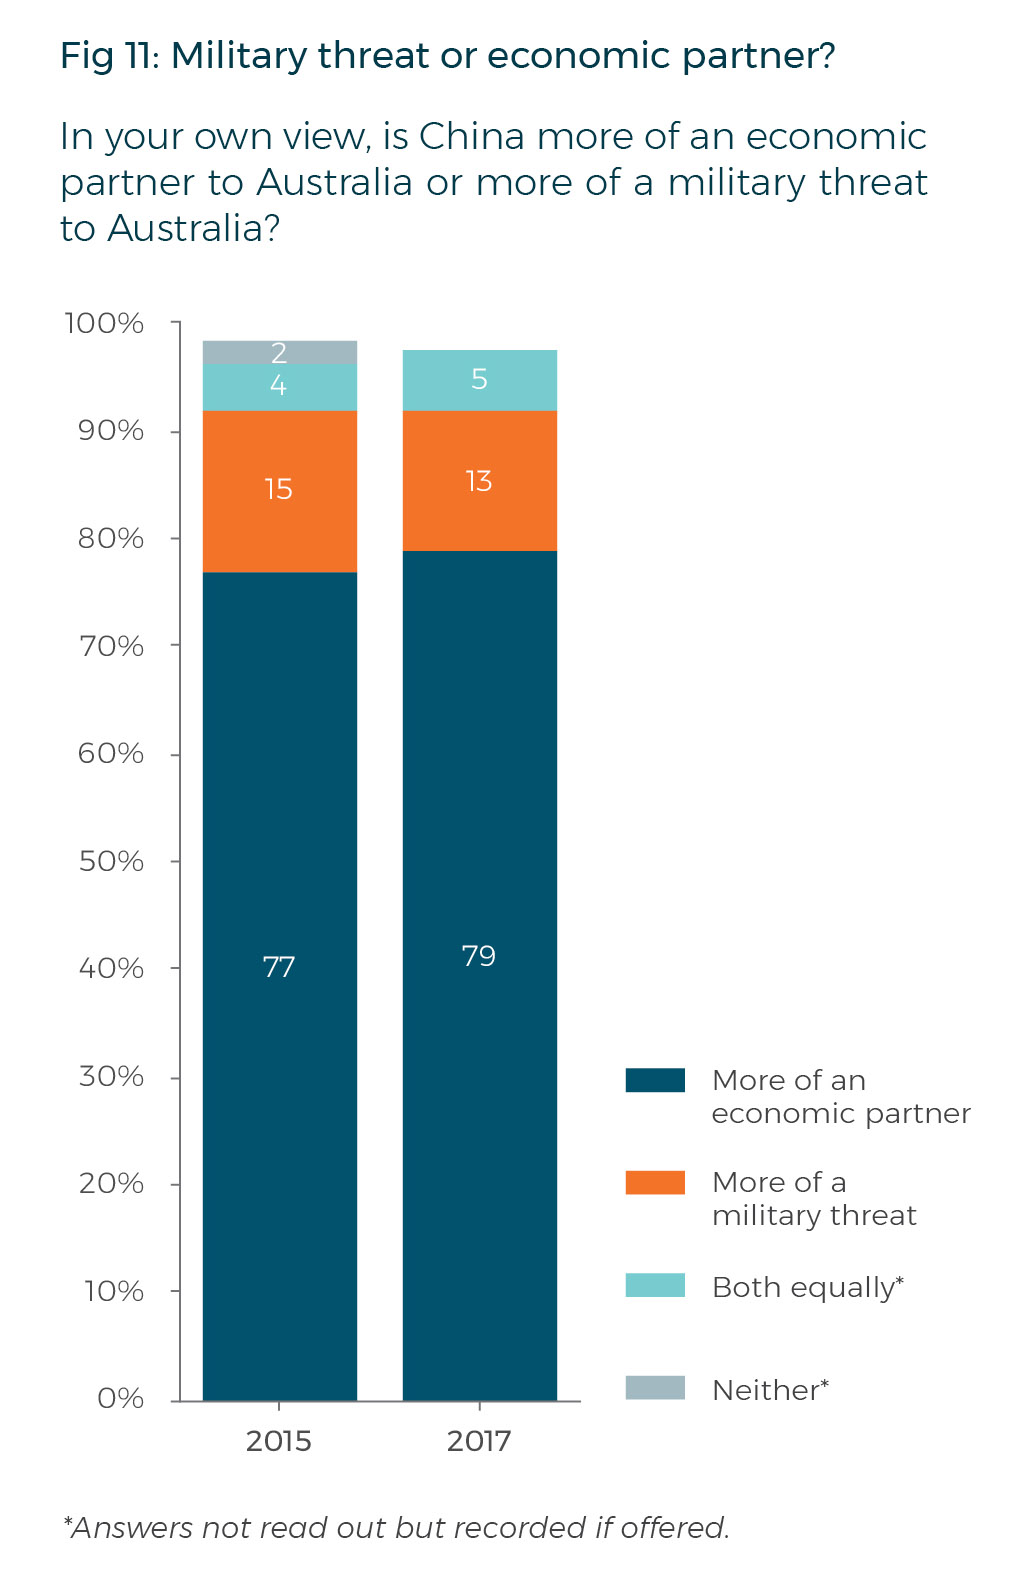 Fig 11: Military threat or economic partner?
In your own view, is China more of an economic
partner to Australia or more of a military threat
to Australia?
100%
90%
80%
70%
60%
50%
40%
30%
20%
10%
0%
2
4
15
77
5
13
79
2015
2017
More of an
economic partner
More of a
military threat
Both equally*
Neither*
*Answers not read out but recorded if offered.